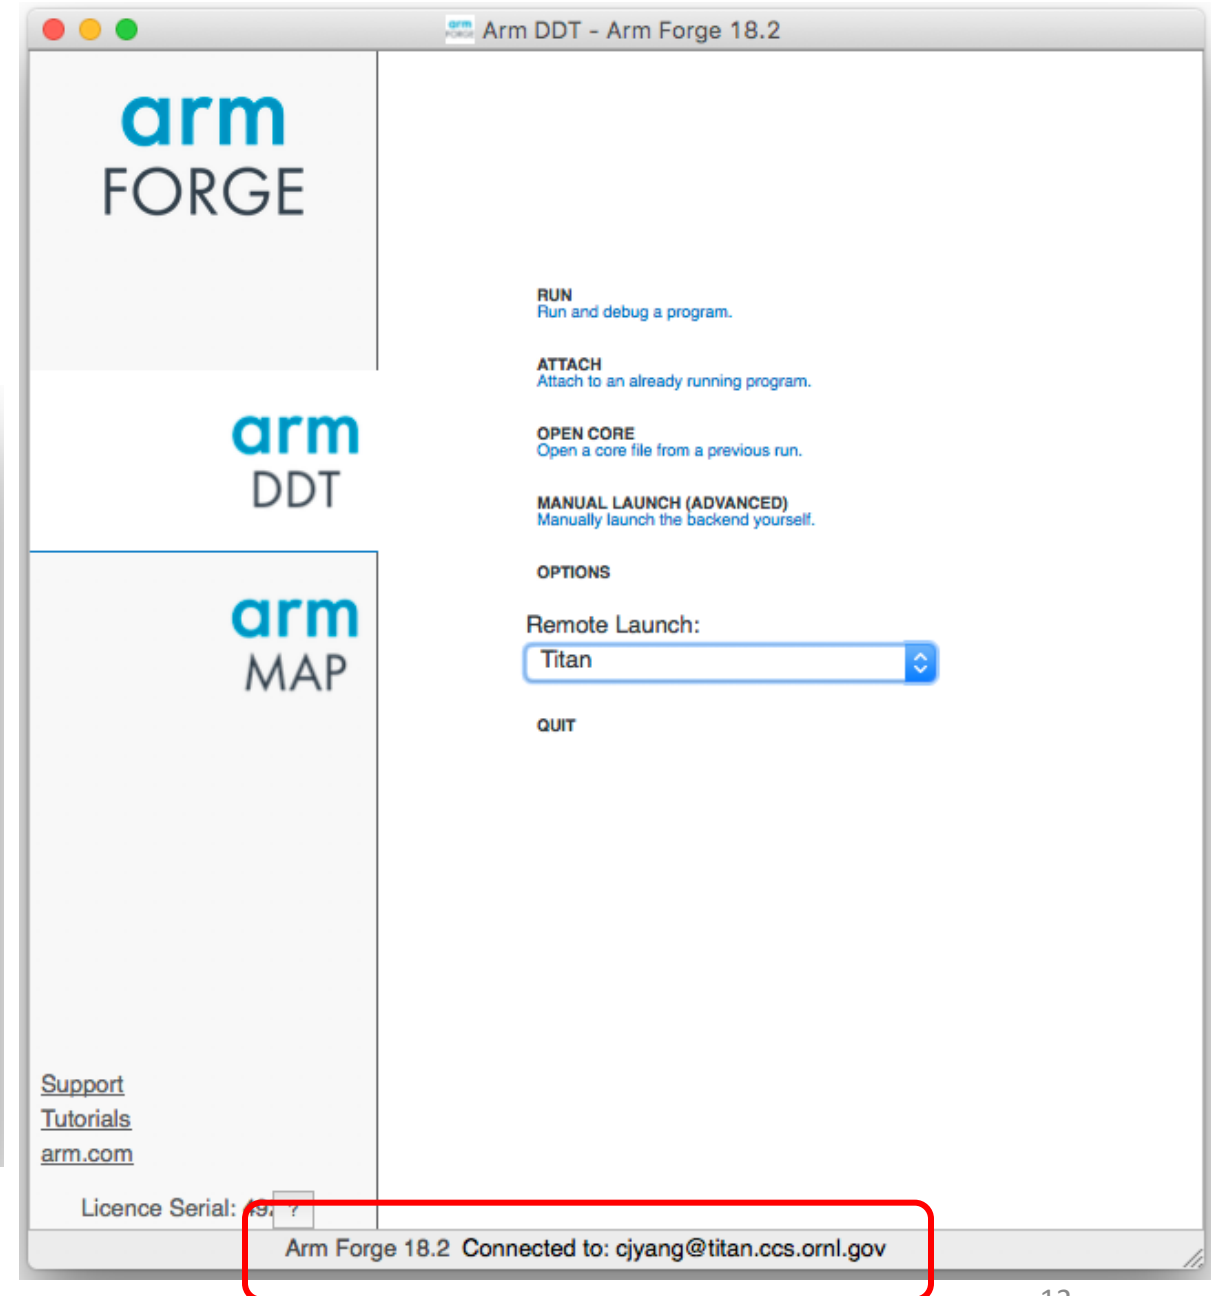 Arm DDT - Arm Forge 18.2
arm
FORGE
RUN
Run and debug a program.
ATTACH
Attach to an already running program.
arm
DDT
OPEN CORE
Open a core file from a previous run.
MANUAL LAUNCH (ADVANCED)
Manually launch the backend yourself.
OPTIONS
arm
MAP
Remote Launch:
Titan
QUIT
Support
Tutorials
arm.com
Licence Serial: ?
Arm Forge 18.2 Connected to: cjyang@titan.ccs.ornl.gov